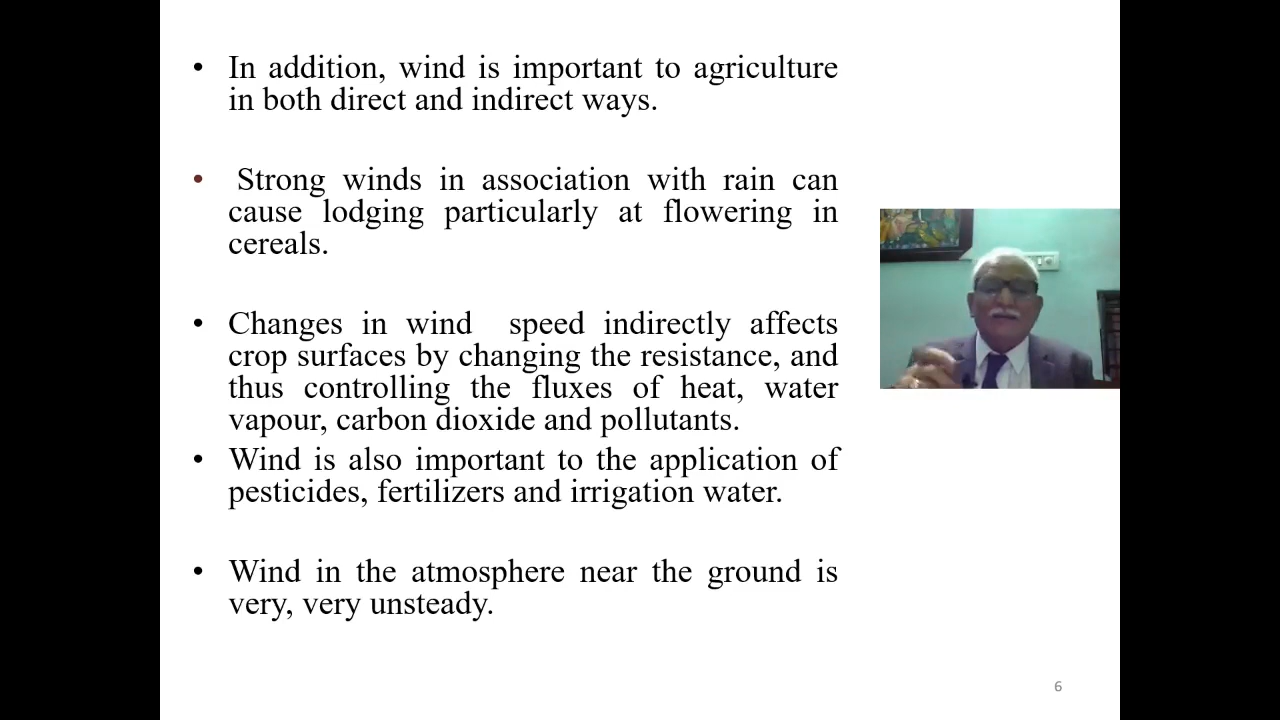 • In addition, wind is important to agriculture
in both direct and indirect ways.
• Strong winds in association with rain can
cause lodging particularly at flowering in
cereals.
• Changes in wind speed indirectly affects
crop surfaces by changing the resistance, and
thus controlling the fluxes of heat, water
vapour, carbon dioxide and pollutants.
• Wind is also important to the application of
pesticides, fertilizers and irrigation water.
• Wind in the atmosphere near the ground is
very, very unsteady.
6